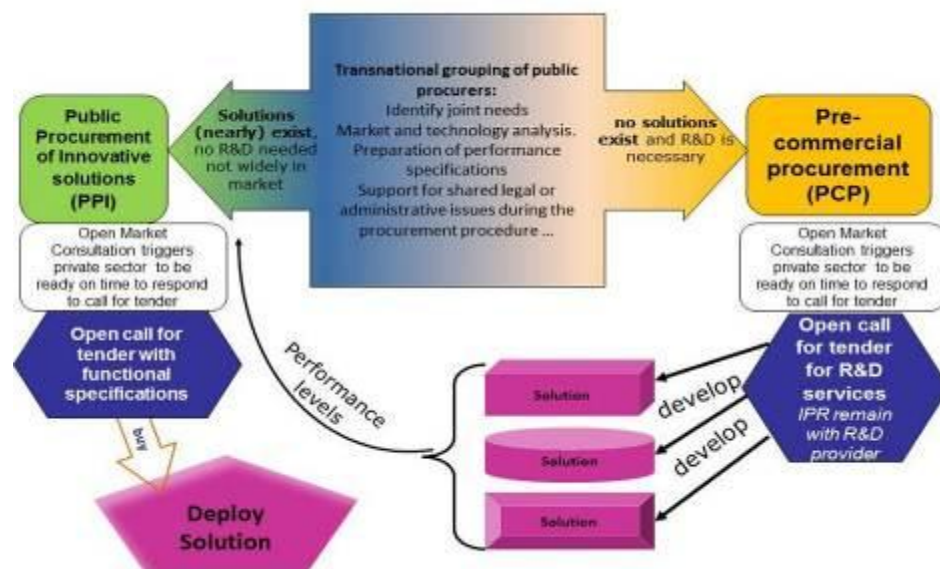 Transnational grouping of public
procurers:
Identify joint needs
Market and technology analysis.
Preparation of performance
specifications
Support for shared legal or
administrative issues during the
procurement procedure ...
Solutions
(nearly) exist,
no R&D needed
not widely in
market
no solutions
exist and R&D is
necessary
Public
Procurement
of Innovative
solutions
(PPI)
Open Market
Consultation triggers
private sector to be
ready on time to respond
to call for tender
Open call for
tender with
functional
specifications
buy
Deploy
Solution
Pre-
commercial
procurement
(PCP)
Open Market
Consultation triggers
private sector to be
ready on time to respond
to call for tender
Open call
for tender
for R&D
services
IPR remain
with R&D
provider
develop
develop
Solution
Solution
Solution
Performance
levels